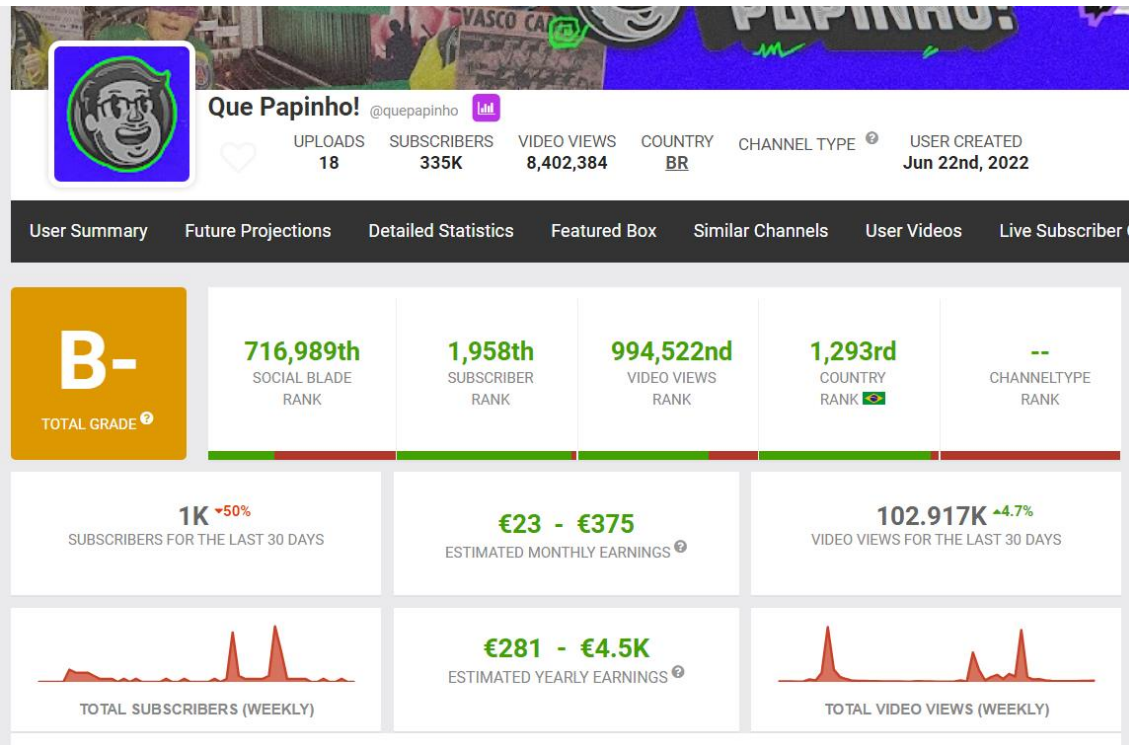 VASCO CA
PAPINHO!
Que Papinho! @quepapinho
UPLOADS
18
SUBSCRIBERS
335K
VIDEO VIEWS
8,402,384
COUNTRY
BR
CHANNEL TYPE ?
USER CREATED
Jun 22nd, 2022
User Summary
Future Projections
Detailed Statistics
Featured Box
Similar Channels
User Videos
Live Subscriber
B-
TOTAL GRADE ?
716,989th
SOCIAL BLADE
RANK
1,958th
SUBSCRIBER
RANK
994,522nd
VIDEO VIEWS
RANK
1,293rd
COUNTRY
RANK
--
CHANNELTYPE
RANK
1K 50%
SUBSCRIBERS FOR THE LAST 30 DAYS
€23 - €375
ESTIMATED MONTHLY EARNINGS ?
102.917K 4.7%
VIDEO VIEWS FOR THE LAST 30 DAYS
TOTAL SUBSCRIBERS (WEEKLY)
€281 - €4.5K
ESTIMATED YEARLY EARNINGS ?
TOTAL VIDEO VIEWS (WEEKLY)